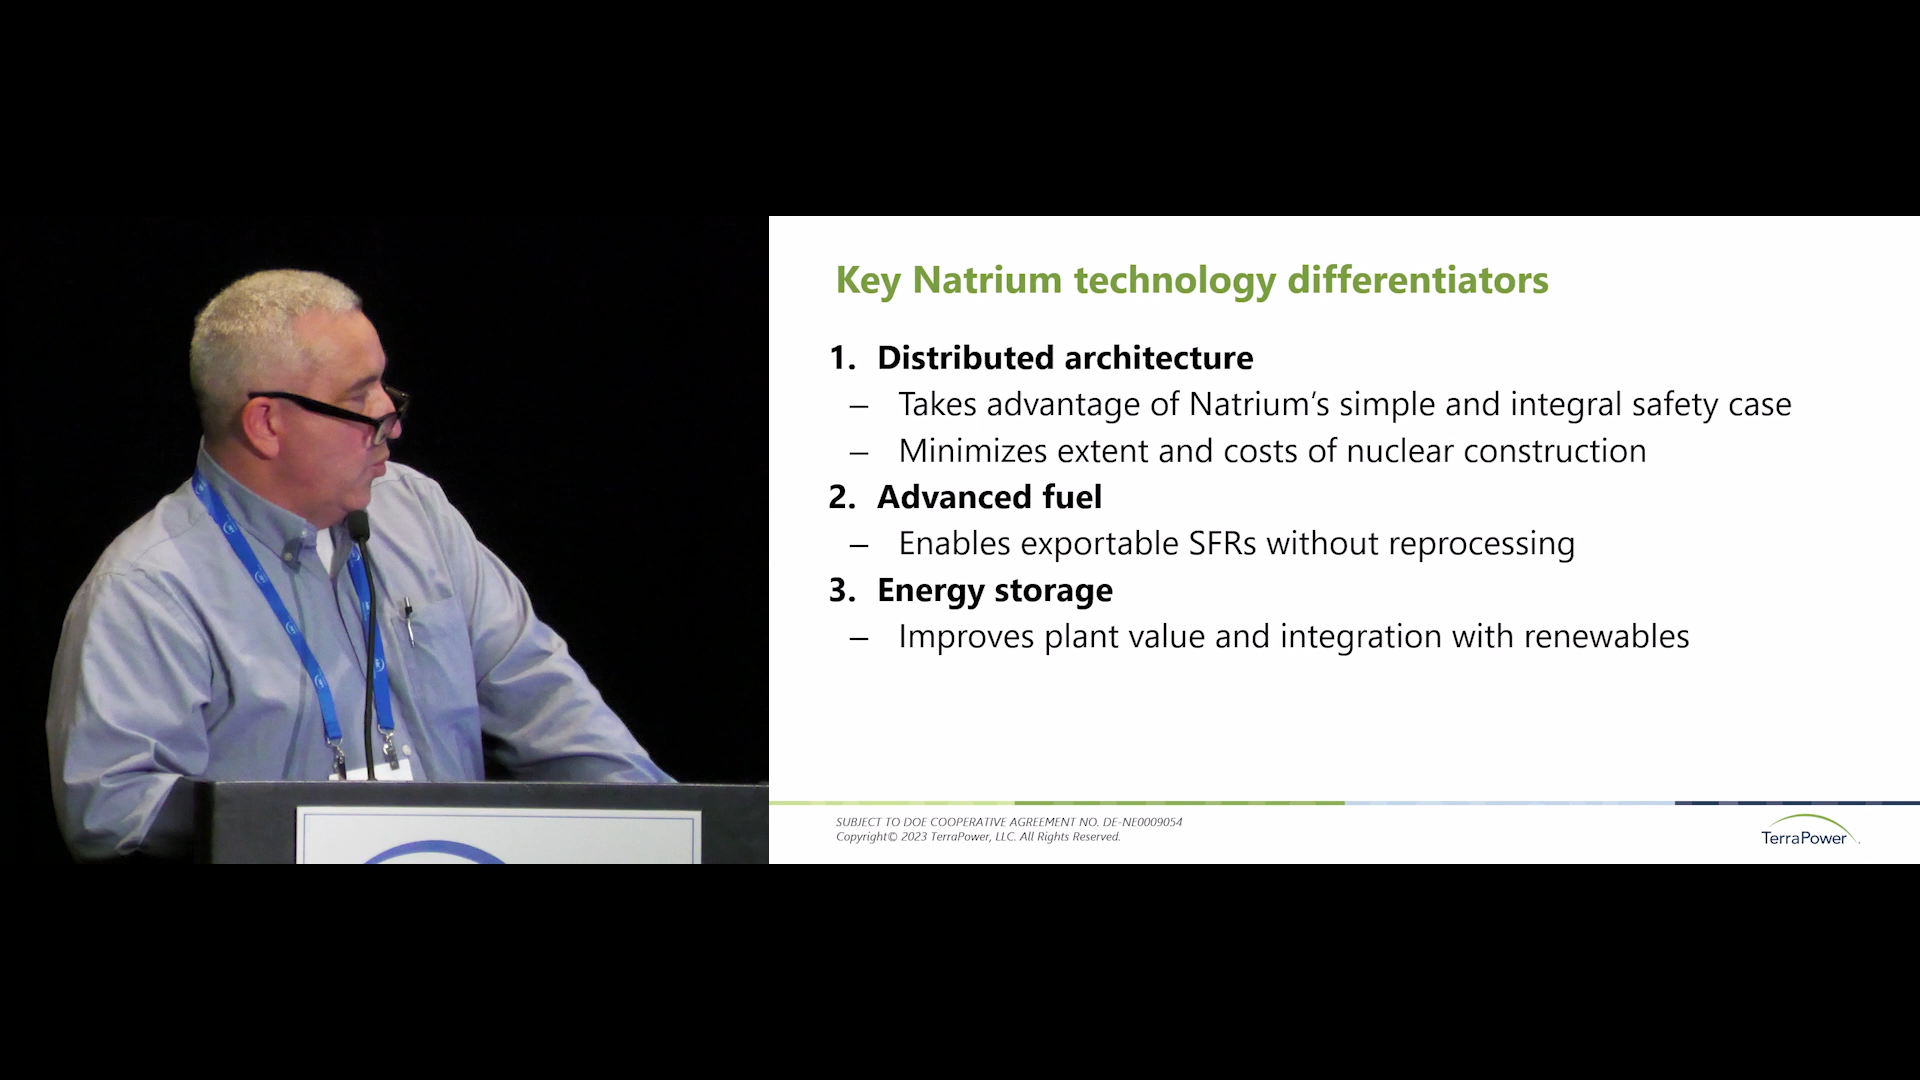 Key Natrium technology differentiators
1. Distributed architecture
– Takes advantage of Natrium’s simple and integral safety case
– Minimizes extent and costs of nuclear construction
2. Advanced fuel
– Enables exportable SFRs without reprocessing
3. Energy storage
– Improves plant value and integration with renewables
SUBJECT TO DOE COOPERATIVE AGREEMENT NO. DE-NE0009054
Copyright© 2023 TerraPower, LLC. All Rights Reserved.
TerraPower